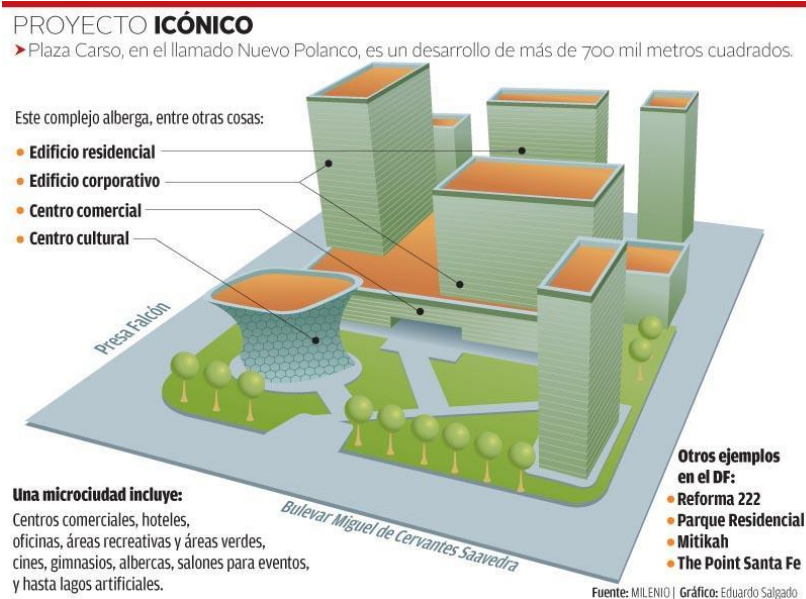 PROYECTO ICÓNICO
➤ Plaza Carso, en el llamado Nuevo Polanco, es un desarrollo de más de 700 mil metros cuadrados.
Este complejo alberga, entre otras cosas:
• Edificio residencial
• Edificio corporativo
• Centro comercial
• Centro cultural
Presa Falcón
Bulevar Miguel de Cervantes Saavedra
Una microciudad incluye:
Centros comerciales, hoteles,
oficinas, áreas recreativas y áreas verdes,
cines, gimnasios, albercas, salones para eventos,
y hasta lagos artificiales.
Otros ejemplos
en el DF:
• Reforma 222
• Parque Residencial
• Mitikah
• The Point Santa Fe
Fuente: MILENIO | Gráfico: Eduardo Salgado